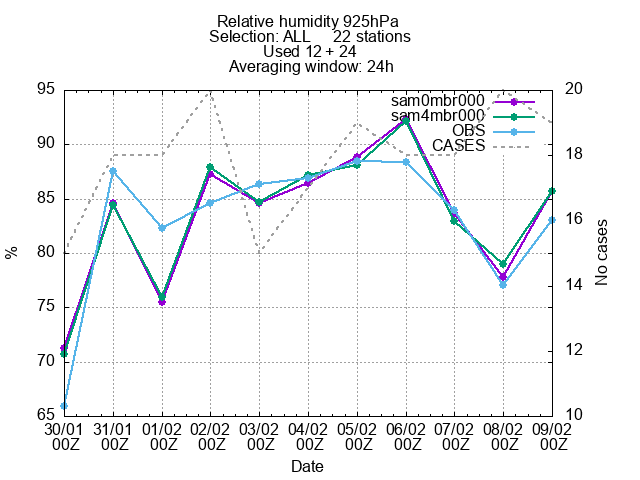 Relative humidity 925hPa
Selection: ALL 22 stations
Used 12 + 24
Averaging window: 24h
sam0mbr000
sam4mbr000
OBS
CASES
95
90
85
80
75
70
65
%
20
18
16
14
12
10
No cases
30/01 31/01 01/02 02/02 03/02 04/02 05/02 06/02 07/02 08/02 09/02
00Z 00Z 00Z 00Z 00Z 00Z 00Z 00Z 00Z 00Z 00Z
Date